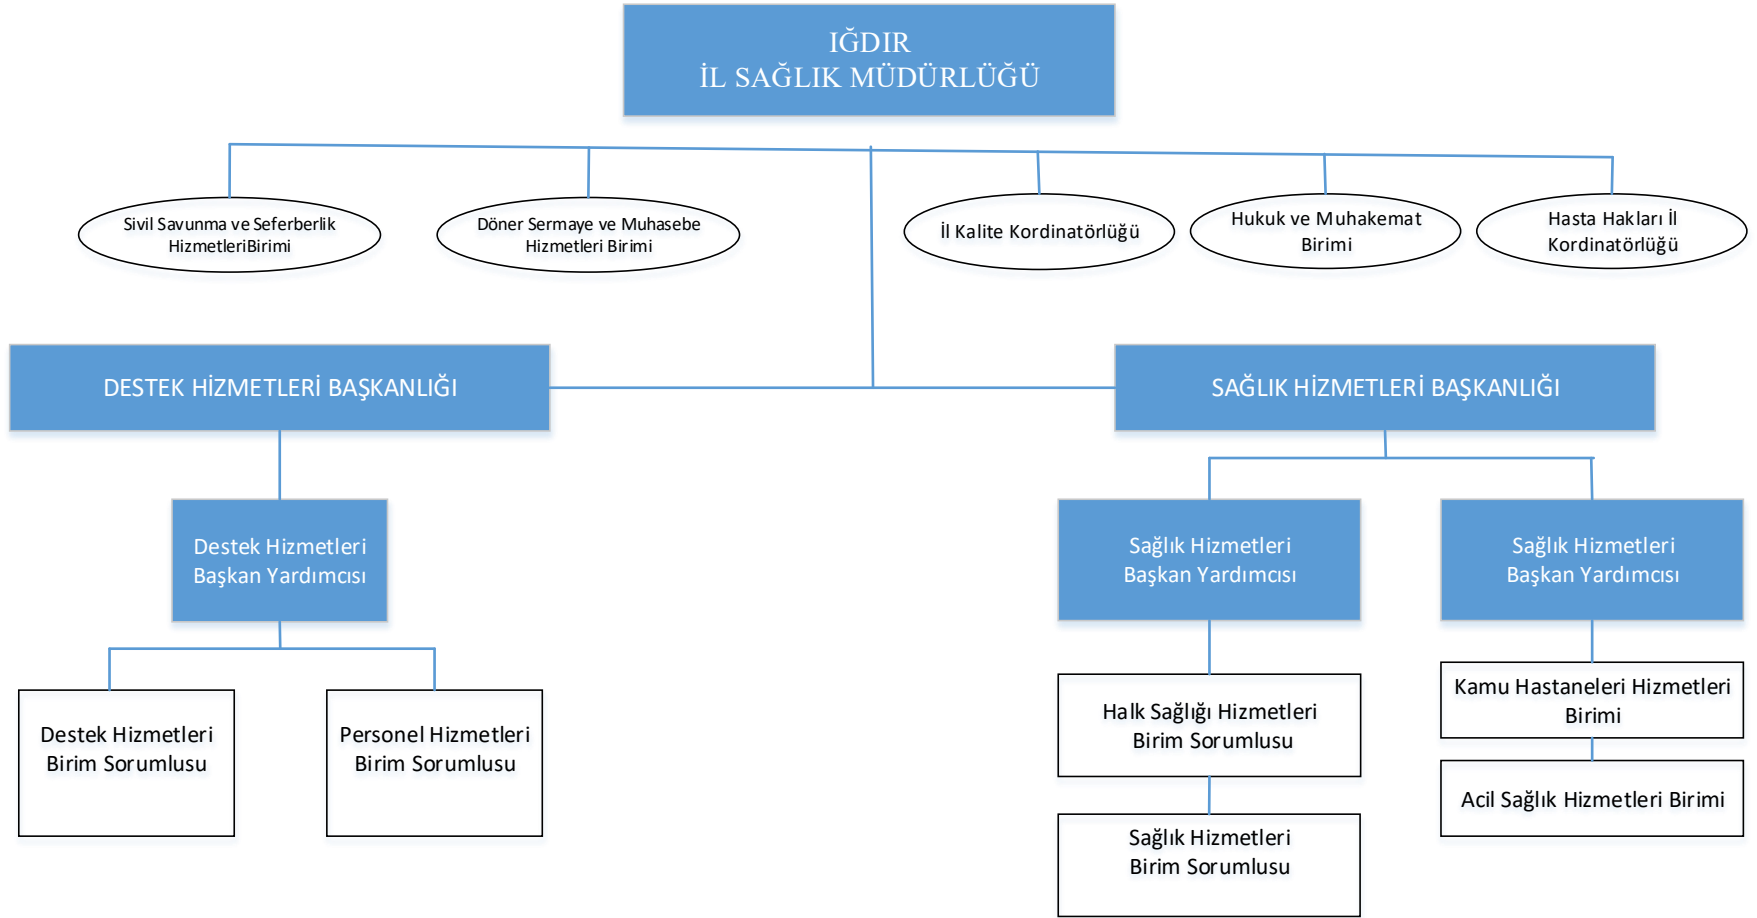 IĞDIR
İL SAĞLIK MÜDÜRLÜĞÜ
Sivil Savunma ve Seferberlik
HizmetleriBirimi
Döner Sermaye ve Muhasebe
Hizmetleri Birimi
İl Kalite Kordinatörlüğü
Hukuk ve Muhakemat
Birimi
Hasta Hakları İl
Kordinatörlüğü
DESTEK HİZMETLERİ BAŞKANLIĞI
SAĞLIK HİZMETLERİ BAŞKANLIĞI
Destek Hizmetleri
Başkan Yardımcısı
Sağlık Hizmetleri
Başkan Yardımcısı
Sağlık Hizmetleri
Başkan Yardımcısı
Destek Hizmetleri
Birim Sorumlusu
Personel Hizmetleri
Birim Sorumlusu
Halk Sağlığı Hizmetleri
Birim Sorumlusu
Kamu Hastaneleri Hizmetleri
Birimi
Sağlık Hizmetleri
Birim Sorumlusu
Acil Sağlık Hizmetleri Birimi